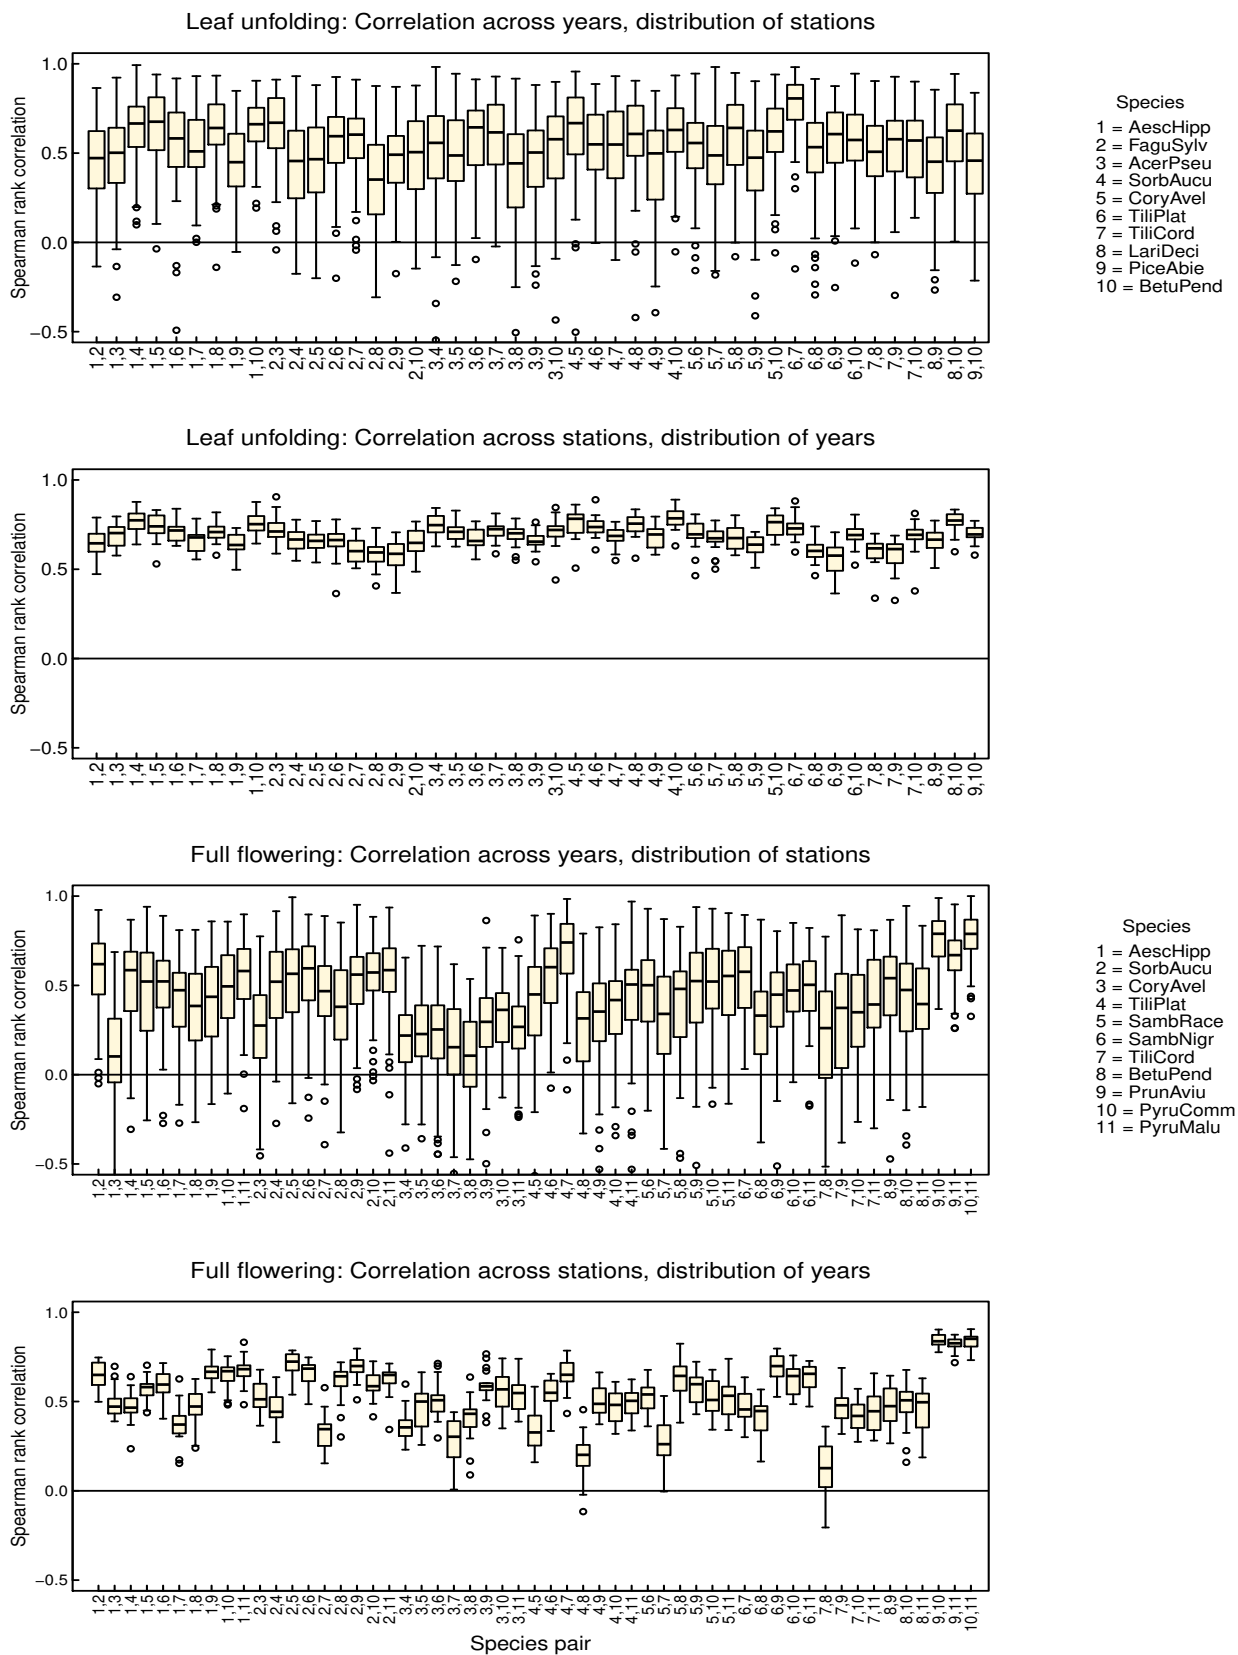 Leaf unfolding: Correlation across years, distribution of stations
Spearman rank correlation
1.0
0.5
0.0
−0.5
1,2 1,3 1,4 1,5 1,6 1,7 1,8 1,9 1,10 2,3 2,4 2,5 2,6 2,7 2,8 2,9 2,10 3,4 3,5 3,6 3,7 3,8 3,9 3,10 4,5 4,6 4,7 4,8 4,9 4,10 5,6 5,7 5,8 5,9 5,10 6,7 6,8 6,9 6,10 7,8 7,9 7,10 8,9 8,10 9,10
Species
1 = AescHipp
2 = FaguSylv
3 = AcerPseu
4 = SorbAucu
5 = CoryAvel
6 = TiliPlat
7 = TiliCord
8 = LariDeci
9 = PiceAbie
10 = BetuPend
Leaf unfolding: Correlation across stations, distribution of years
Spearman rank correlation
1.0
0.5
0.0
−0.5
1,2 1,3 1,4 1,5 1,6 1,7 1,8 1,9 1,10 2,3 2,4 2,5 2,6 2,7 2,8 2,9 2,10 3,4 3,5 3,6 3,7 3,8 3,9 3,10 4,5 4,6 4,7 4,8 4,9 4,10 5,6 5,7 5,8 5,9 5,10 6,7 6,8 6,9 6,10 7,8 7,9 7,10 8,9 8,10 9,10
Full flowering: Correlation across years, distribution of stations
Spearman rank correlation
1.0
0.5
0.0
−0.5
1,2 1,3 1,4 1,5 1,6 1,7 1,8 1,9 1,10 1,11 2,3 2,4 2,5 2,6 2,7 2,8 2,9 2,10 2,11 3,4 3,5 3,6 3,7 3,8 3,9 3,10 3,11 4,5 4,6 4,7 4,8 4,9 4,10 4,11 5,6 5,7 5,8 5,9 5,10 5,11 6,7 6,8 6,9 6,10 6,11 7,8 7,9 7,10 7,11 8,9 8,10 8,11 9,10 9,11 10,11
Species
1 = AescHipp
2 = SorbAucu
3 = CoryAvel
4 = TiliPlat
5 = SambRace
6 = SambNigr
7 = TiliCord
8 = BetuPend
9 = PrunAviu
10 = PyruComm
11 = PyruMalu
Full flowering: Correlation across stations, distribution of years
Spearman rank correlation
1.0
0.5
0.0
−0.5
1,2 1,3 1,4 1,5 1,6 1,7 1,8 1,9 1,10 1,11 2,3 2,4 2,5 2,6 2,7 2,8 2,9 2,10 2,11 3,4 3,5 3,6 3,7 3,8 3,9 3,10 3,11 4,5 4,6 4,7 4,8 4,9 4,10 4,11 5,6 5,7 5,8 5,9 5,10 5,11 6,7 6,8 6,9 6,10 6,11 7,8 7,9 7,10 7,11 8,9 8,10 8,11 9,10 9,11 10,11
Species pair